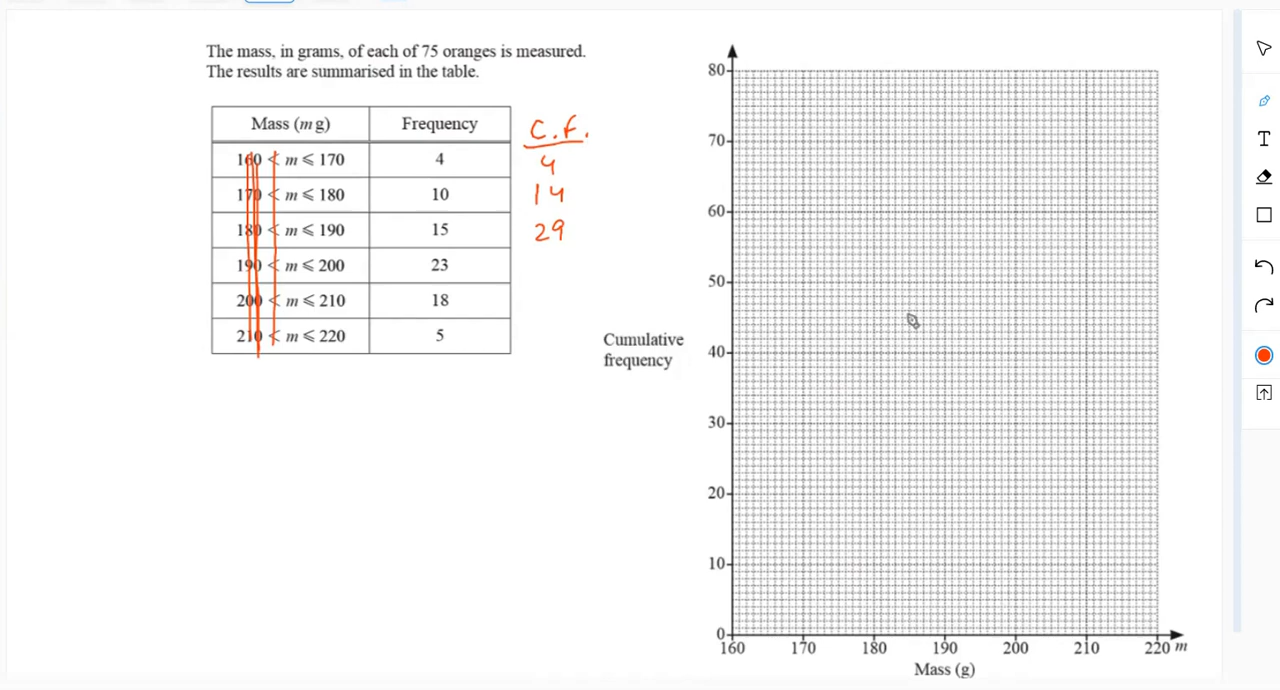 The mass, in grams, of each of 75 oranges is measured.
The results are summarised in the table.
Mass (m g) Frequency C.F.
160 < m ⩽ 170 4 4
170 < m ⩽ 180 10 14
180 < m ⩽ 190 15 29
190 < m ⩽ 200 23
200 < m ⩽ 210 18
210 < m ⩽ 220 5
Cumulative
frequency
80
70
60
50
40
30
20
10
0
160 170 180 190 200 210 220 m
Mass (g)
T